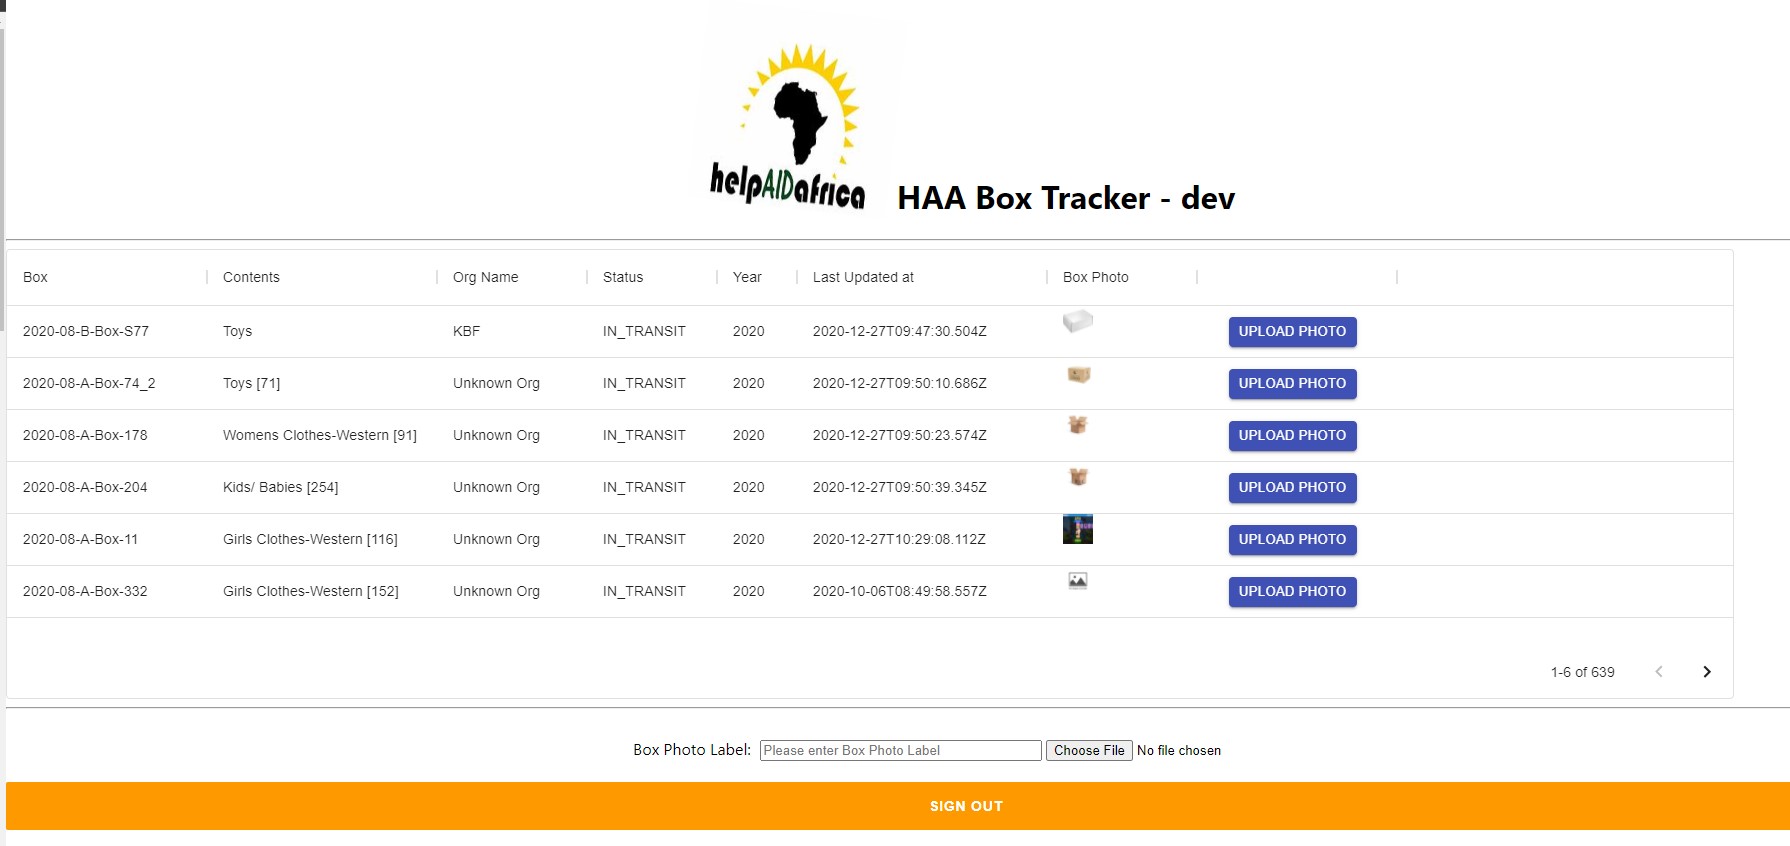 helpAIDafrica
HAA Box Tracker - dev
Box Contents Org Name Status Year Last Updated at Box Photo
2020-08-B-Box-S77 Toys KBF IN_TRANSIT 2020 2020-12-27T09:47:30.504Z UPLOAD PHOTO
2020-08-A-Box-74_2 Toys [71] Unknown Org IN_TRANSIT 2020 2020-12-27T09:50:10.686Z UPLOAD PHOTO
2020-08-A-Box-178 Womens Clothes-Western [91] Unknown Org IN_TRANSIT 2020 2020-12-27T09:50:23.574Z UPLOAD PHOTO
2020-08-A-Box-204 Kids/ Babies [254] Unknown Org IN_TRANSIT 2020 2020-12-27T09:50:39.345Z UPLOAD PHOTO
2020-08-A-Box-11 Girls Clothes-Western [116] Unknown Org IN_TRANSIT 2020 2020-12-27T10:29:08.112Z UPLOAD PHOTO
2020-08-A-Box-332 Girls Clothes-Western [152] Unknown Org IN_TRANSIT 2020 2020-10-06T08:49:58.557Z UPLOAD PHOTO
1-6 of 639
Box Photo Label: Please enter Box Photo Label Choose File No file chosen
SIGN OUT